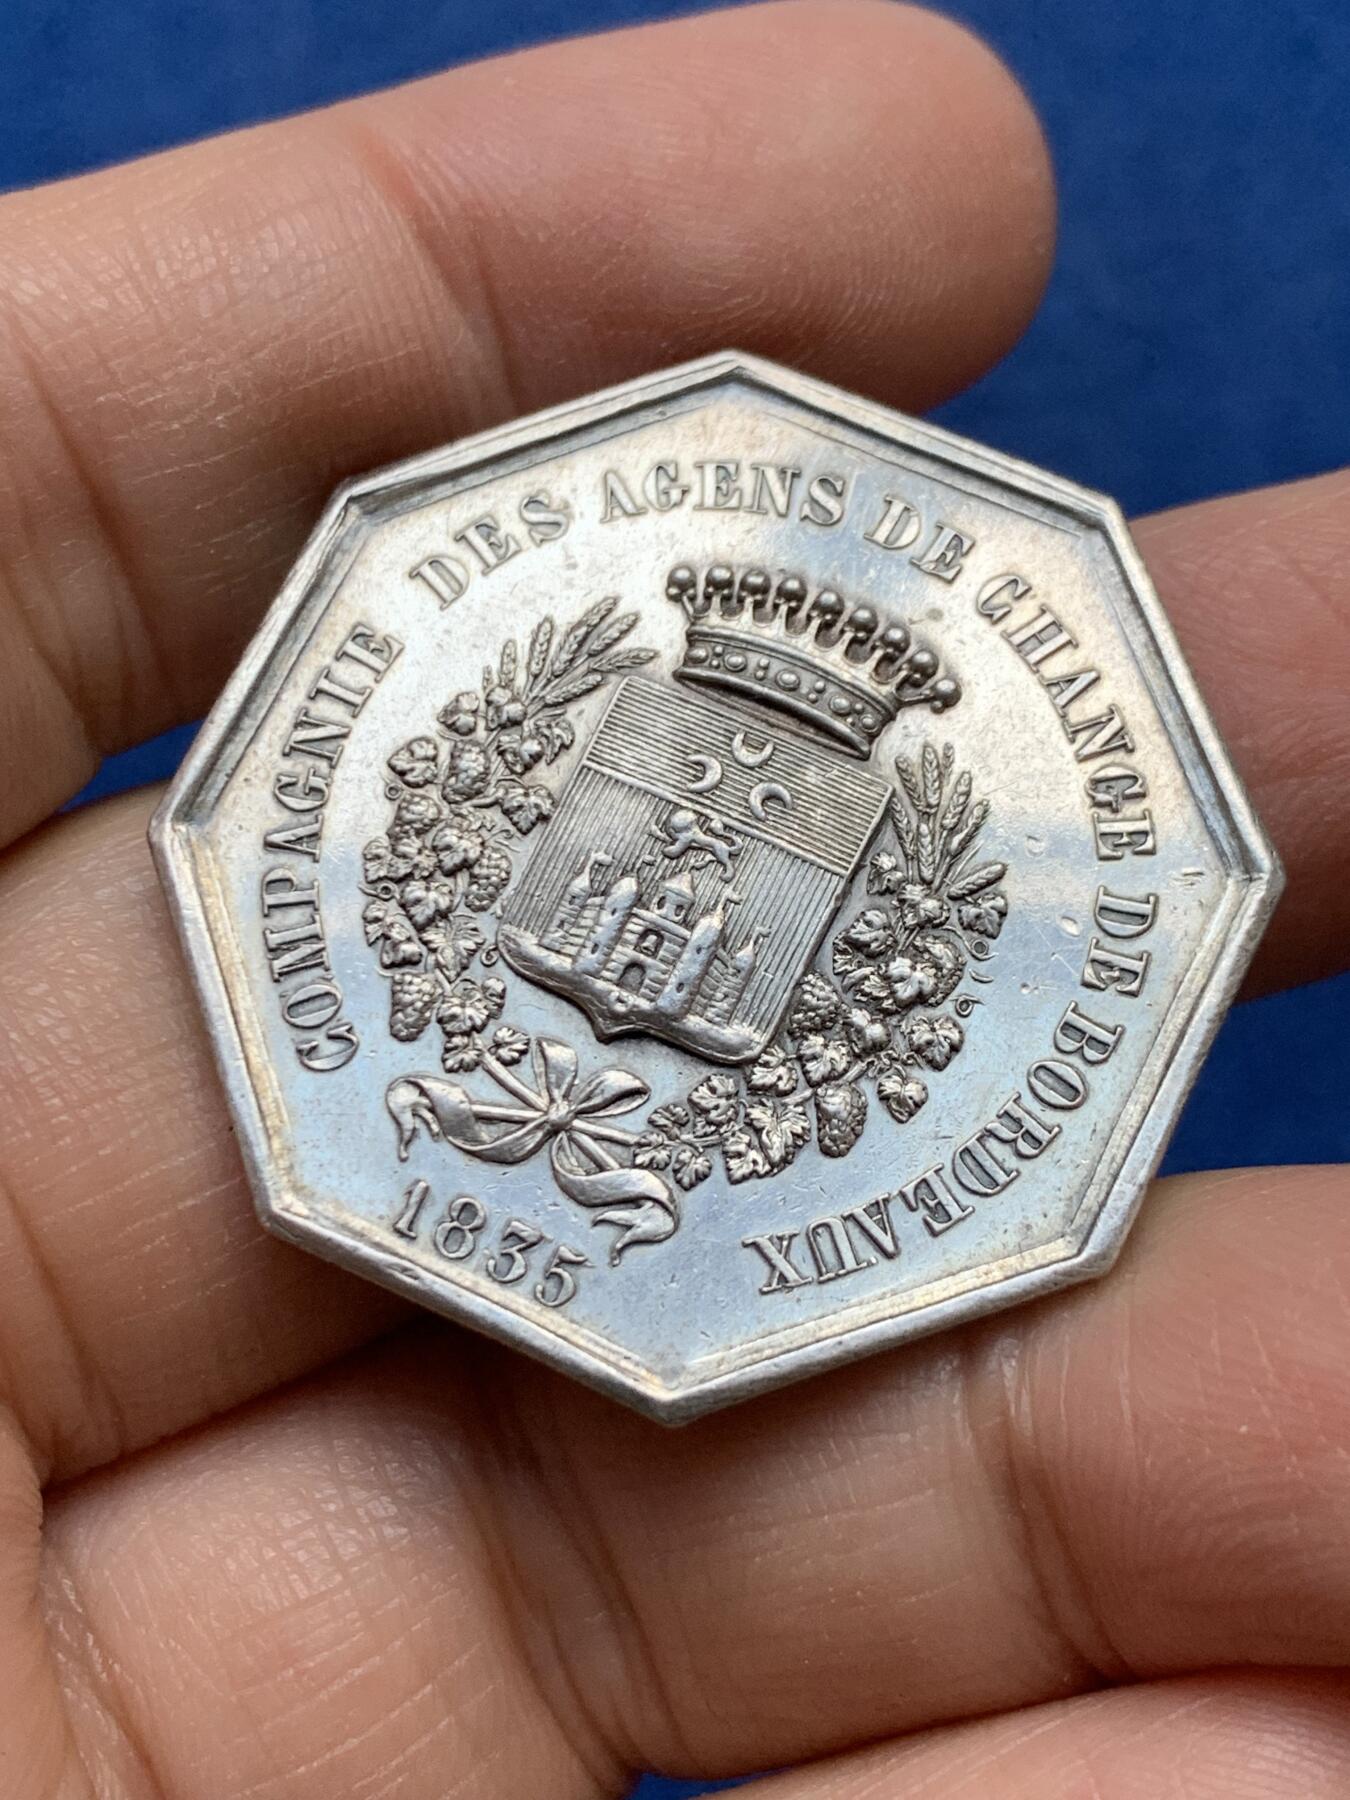 COMPAGNIE DES AGENS DE CHANGE DE BORDEAUX
1835